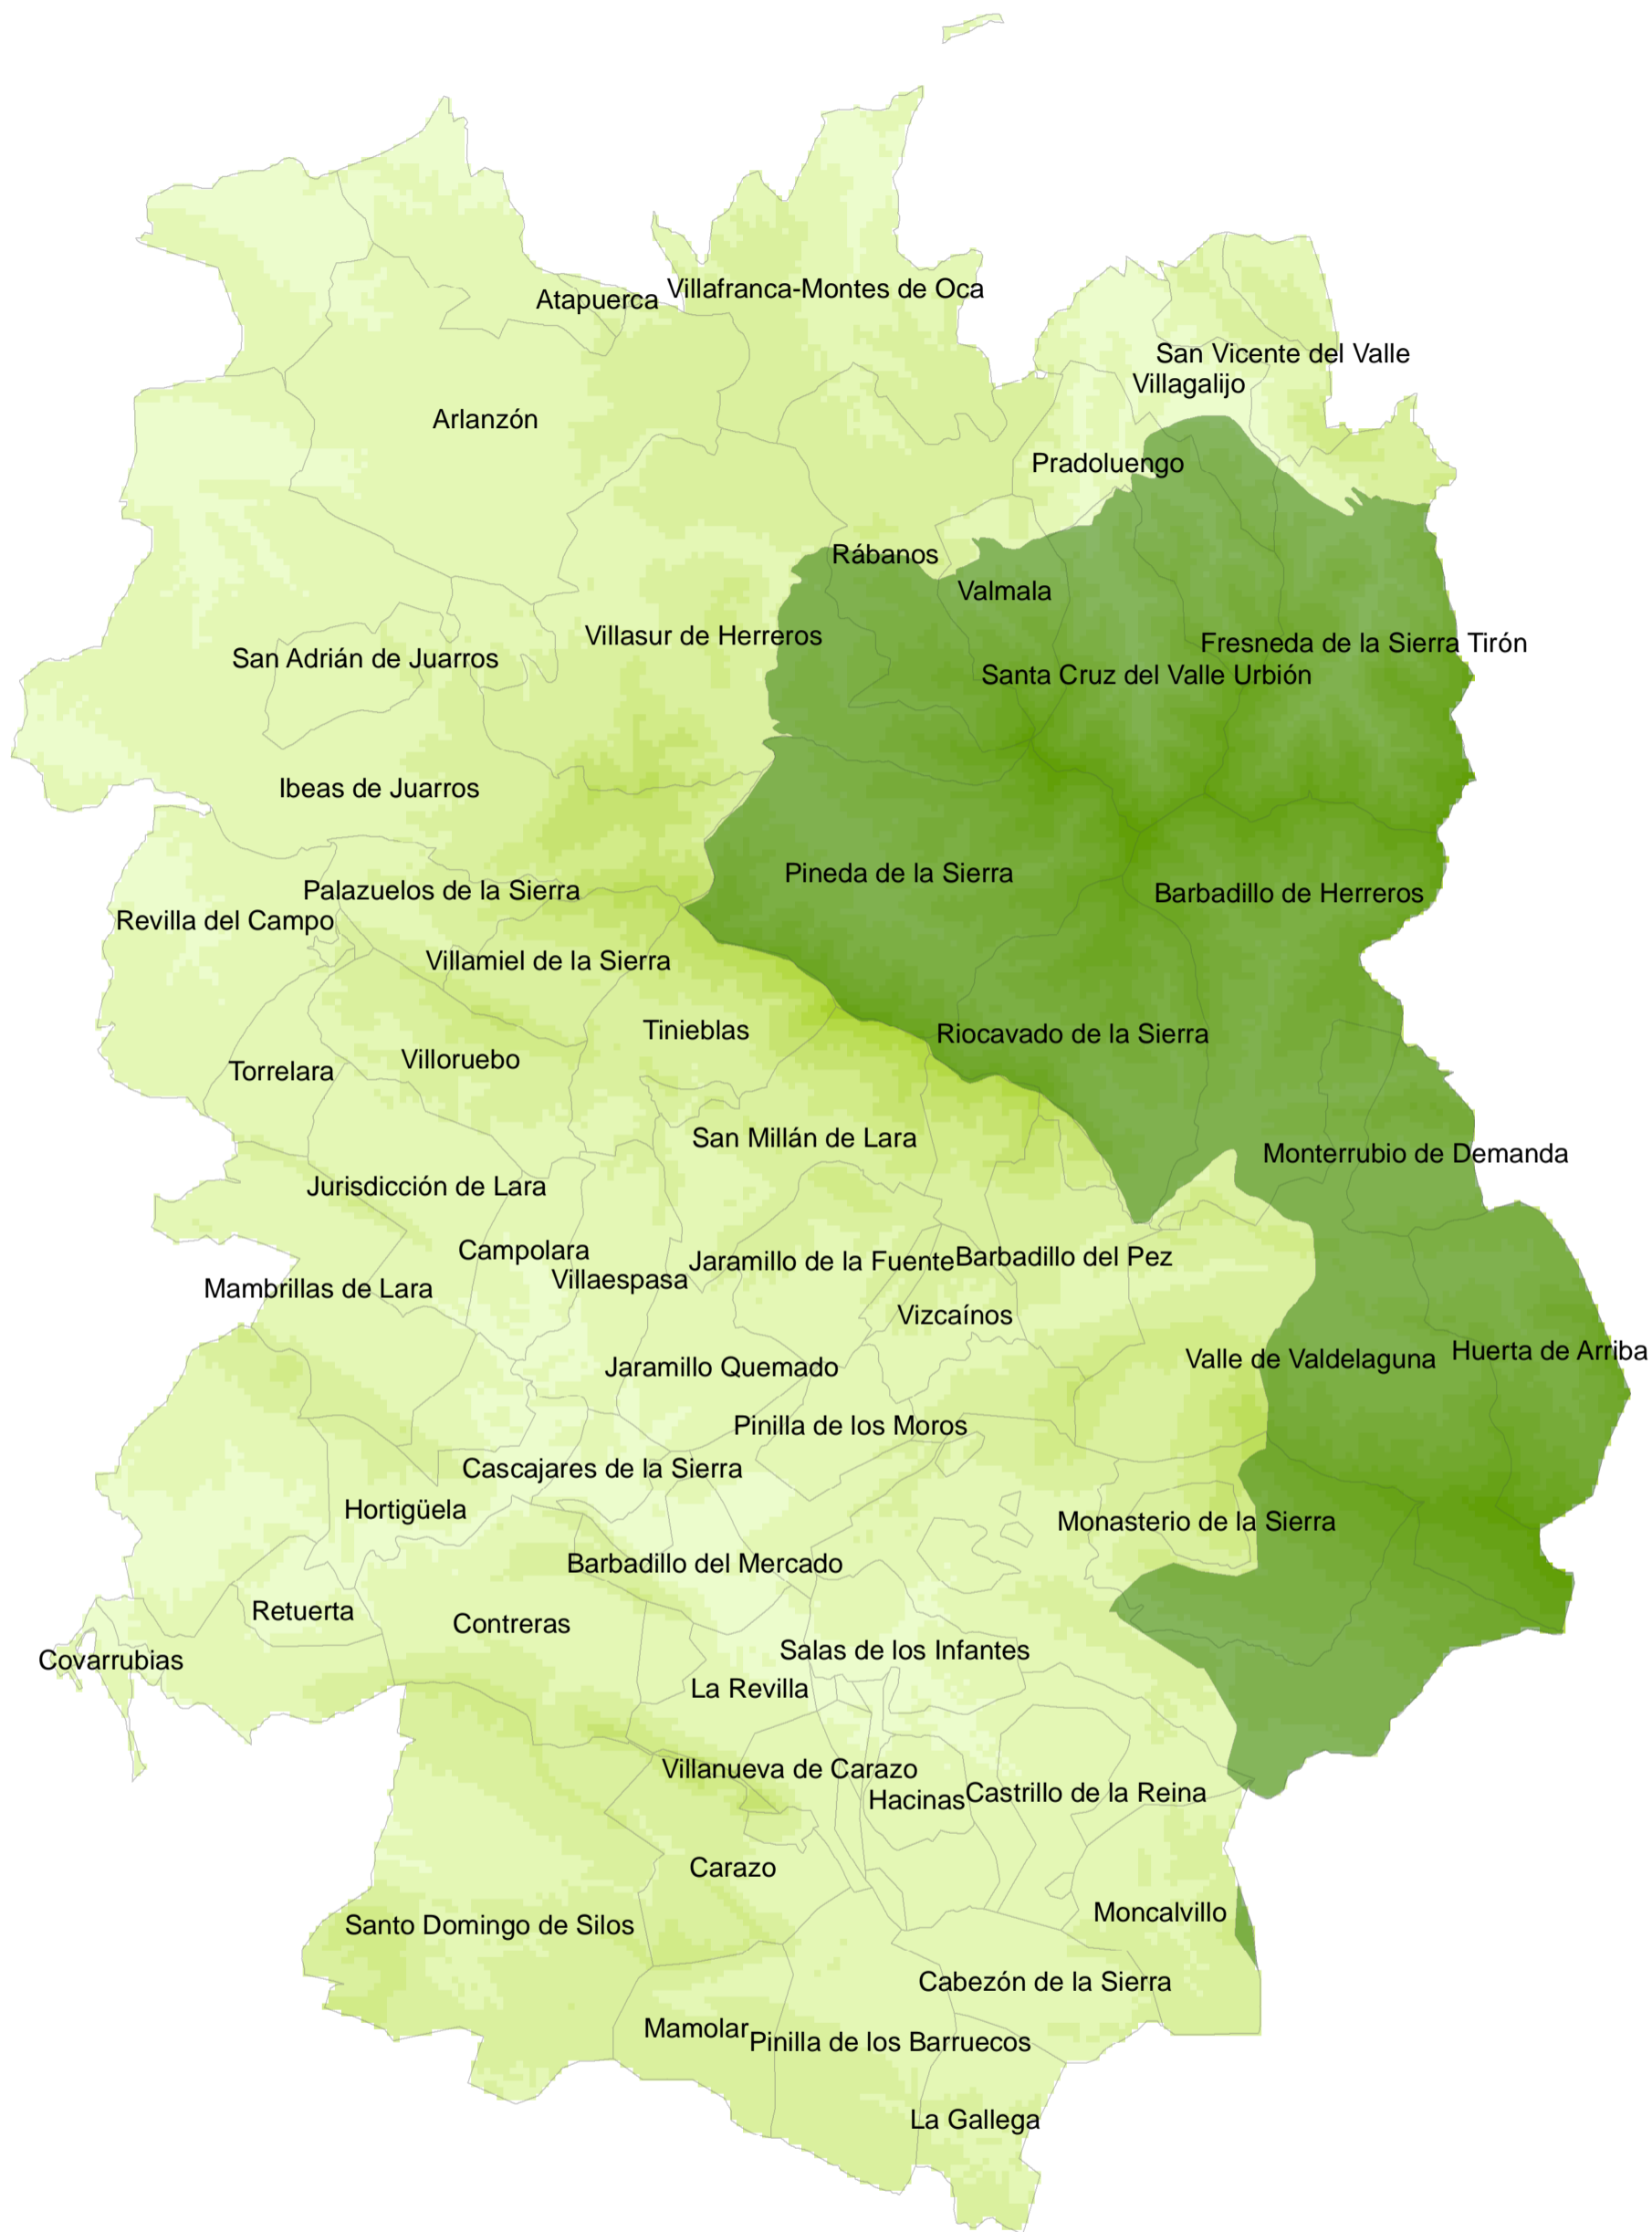 Villafranca-Montes de Oca
Atapuerca
San Vicente del Valle
Villagalijo
Arlanzón
Pradoluengo
Rábanos
Valmala
Villasur de Herreros
Fresneda de la Sierra Tirón
San Adrián de Juarros
Santa Cruz del Valle Urbión
Ibeas de Juarros
Pineda de la Sierra
Palazuelos de la Sierra
Barbadillo de Herreros
Revilla del Campo
Villamiel de la Sierra
Tinieblas
Riocavado de la Sierra
Villoruebo
Torrelara
San Millán de Lara
Monterrubio de Demanda
Jurisdicción de Lara
Campolara
Jaramillo de la Fuente
Barbadillo del Pez
Villaespasa
Mambrillas de Lara
Vizcaínos
Huerta de Arriba
Valle de Valdelaguna
Jaramillo Quemado
Pinilla de los Moros
Cascajares de la Sierra
Hortigüela
Monasterio de la Sierra
Barbadillo del Mercado
Retuerta
Contreras
Salas de los Infantes
Covarrubias
La Revilla
Villanueva de Carazo
Hacinas
Castrillo de la Reina
Carazo
Moncalvillo
Santo Domingo de Silos
Cabezón de la Sierra
Mamolar
Pinilla de los Barruecos
La Gallega